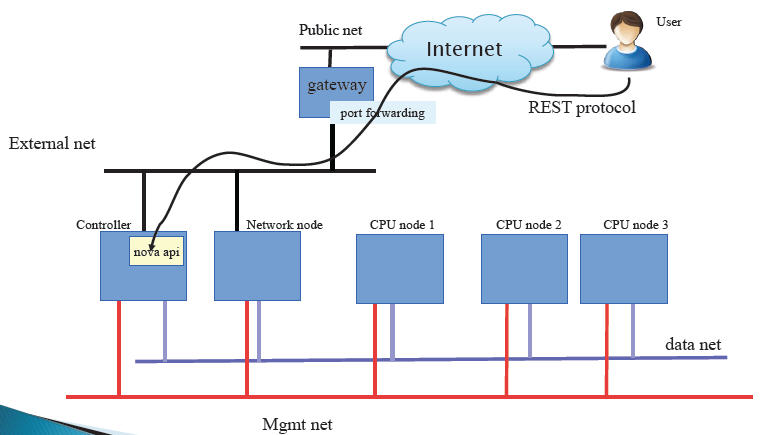 User
Public net
Internet
gateway
port forwarding
REST protocol
External net
Controller
Network node
CPU node 1
CPU node 2
CPU node 3
nova api
data net
Mgmt net